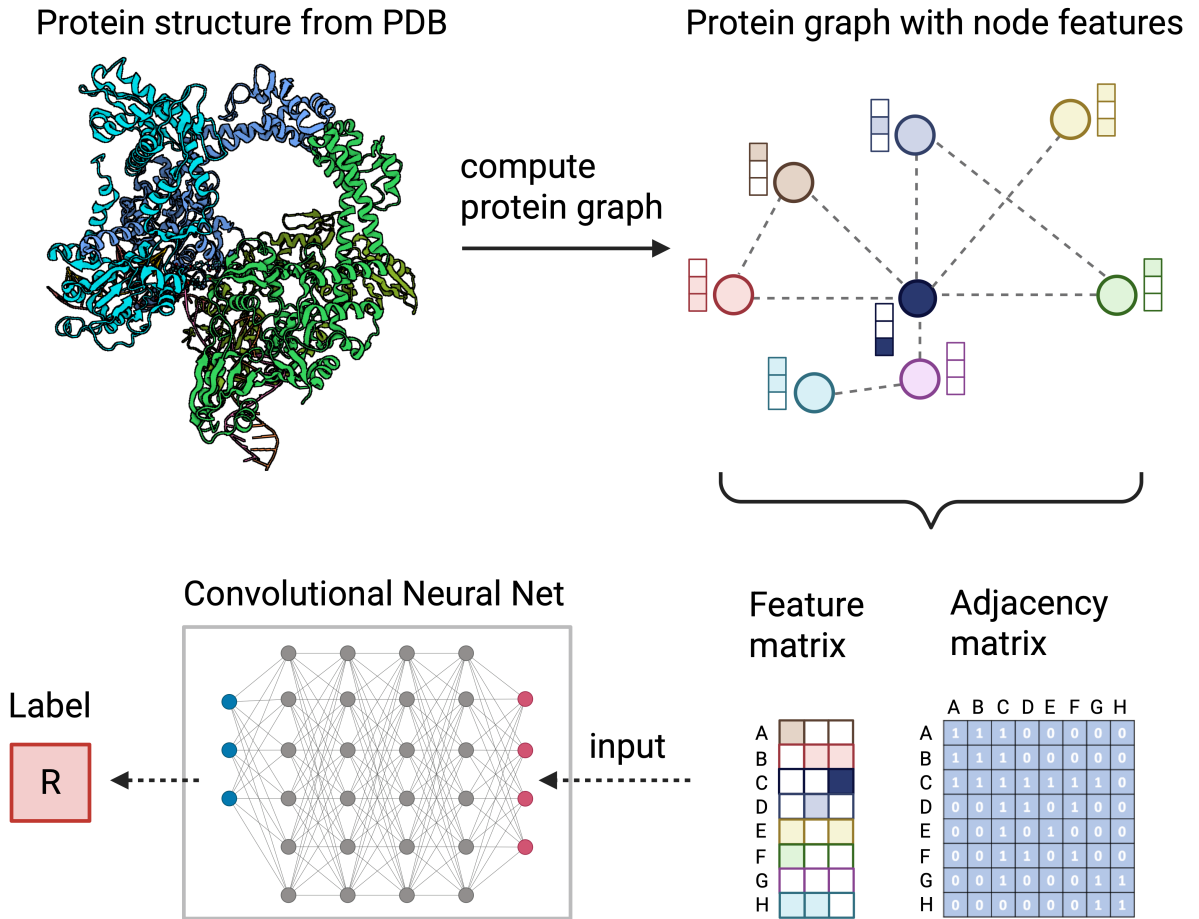 Protein structure from PDB
Protein graph with node features
compute
protein graph
Convolutional Neural Net
Feature
matrix
Adjacency
matrix
Label
R
input
A
B
C
D
E
F
G
H
A B C D E F G H
A 1 1 1 0 0 0 0 0
B 1 1 1 0 0 0 0 0
C 1 1 1 1 1 1 1 0
D 0 0 1 1 0 1 0 0
E 0 0 1 0 1 0 0 0
F 0 0 1 1 0 1 0 0
G 0 0 1 0 0 0 1 1
H 0 0 0 0 0 0 1 1